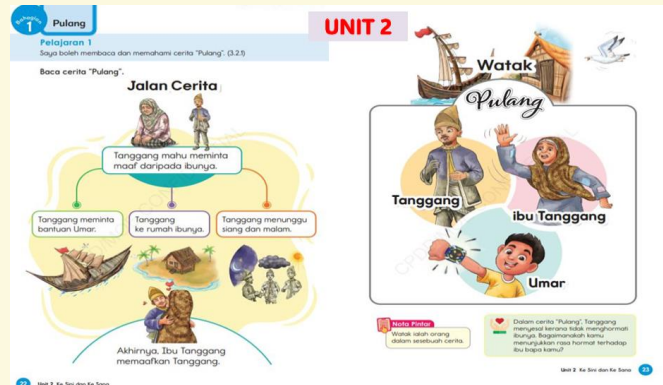 Bahagian
1
Pulang
UNIT 2
Pelajaran 1
Saya boleh membaca dan memahami cerita "Pulang". (3.2.1)
Baca cerita "Pulang".
Jalan Cerita
Tanggang mahu meminta
maaf daripada ibunya.
Tanggang meminta
bantuan Umar.
Tanggang
ke rumah ibunya.
Tanggang menunggu
siang dan malam.
Akhirnya, Ibu Tanggang
memaafkan Tanggang.
22
Unit 2 Ke Sini dan Ke Sana
Watak
Pulang
Tanggang
ibu Tanggang
Umar
Nota Pintar
Watak ialah orang
dalam sesebuah cerita.
Dalam cerita "Pulang", Tanggang
menyesal kerana tidak menghormati
ibunya. Bagaimanakah kamu
menunjukkan rasa hormat terhadap
ibu bapa kamu?
Unit 2 Ke Sini dan Ke Sana
23